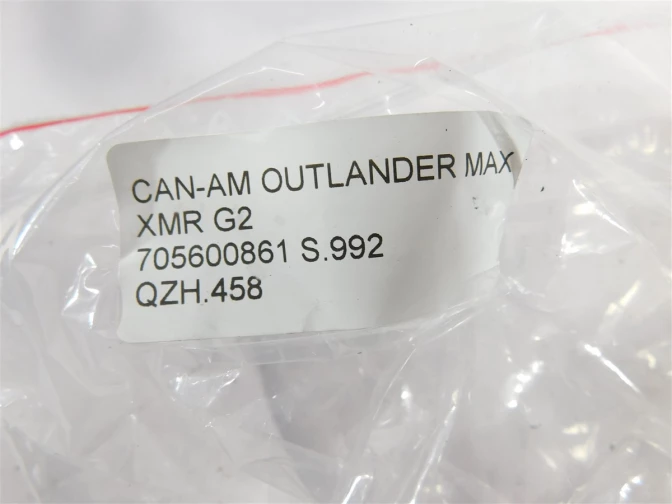 CAN-AM OUTLANDER MAX
XMR G2
705600861 S.992
QZH.458